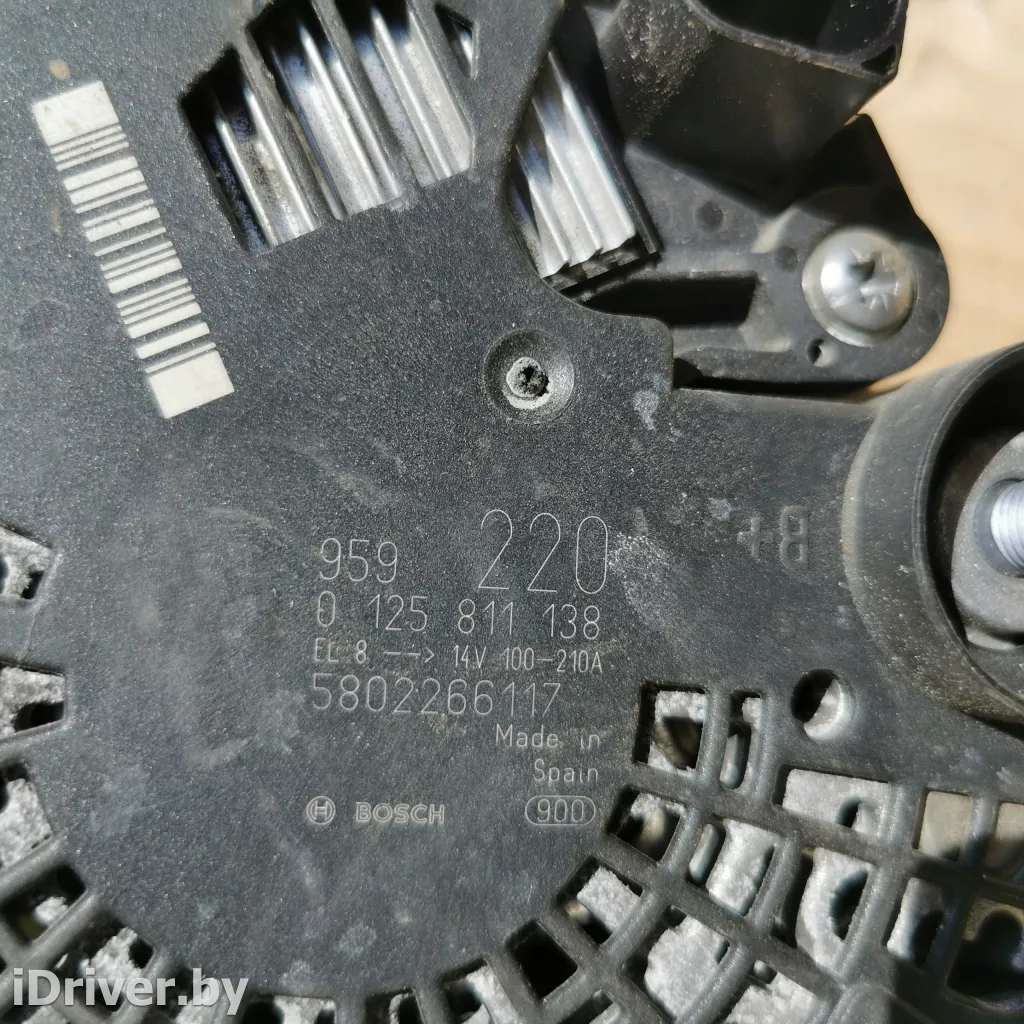 B+
959 220
0 125 811 138
EL 8 --> 14V 100-210A
5802266117
Made in
Spain
BOSCH 900
iDriver.by